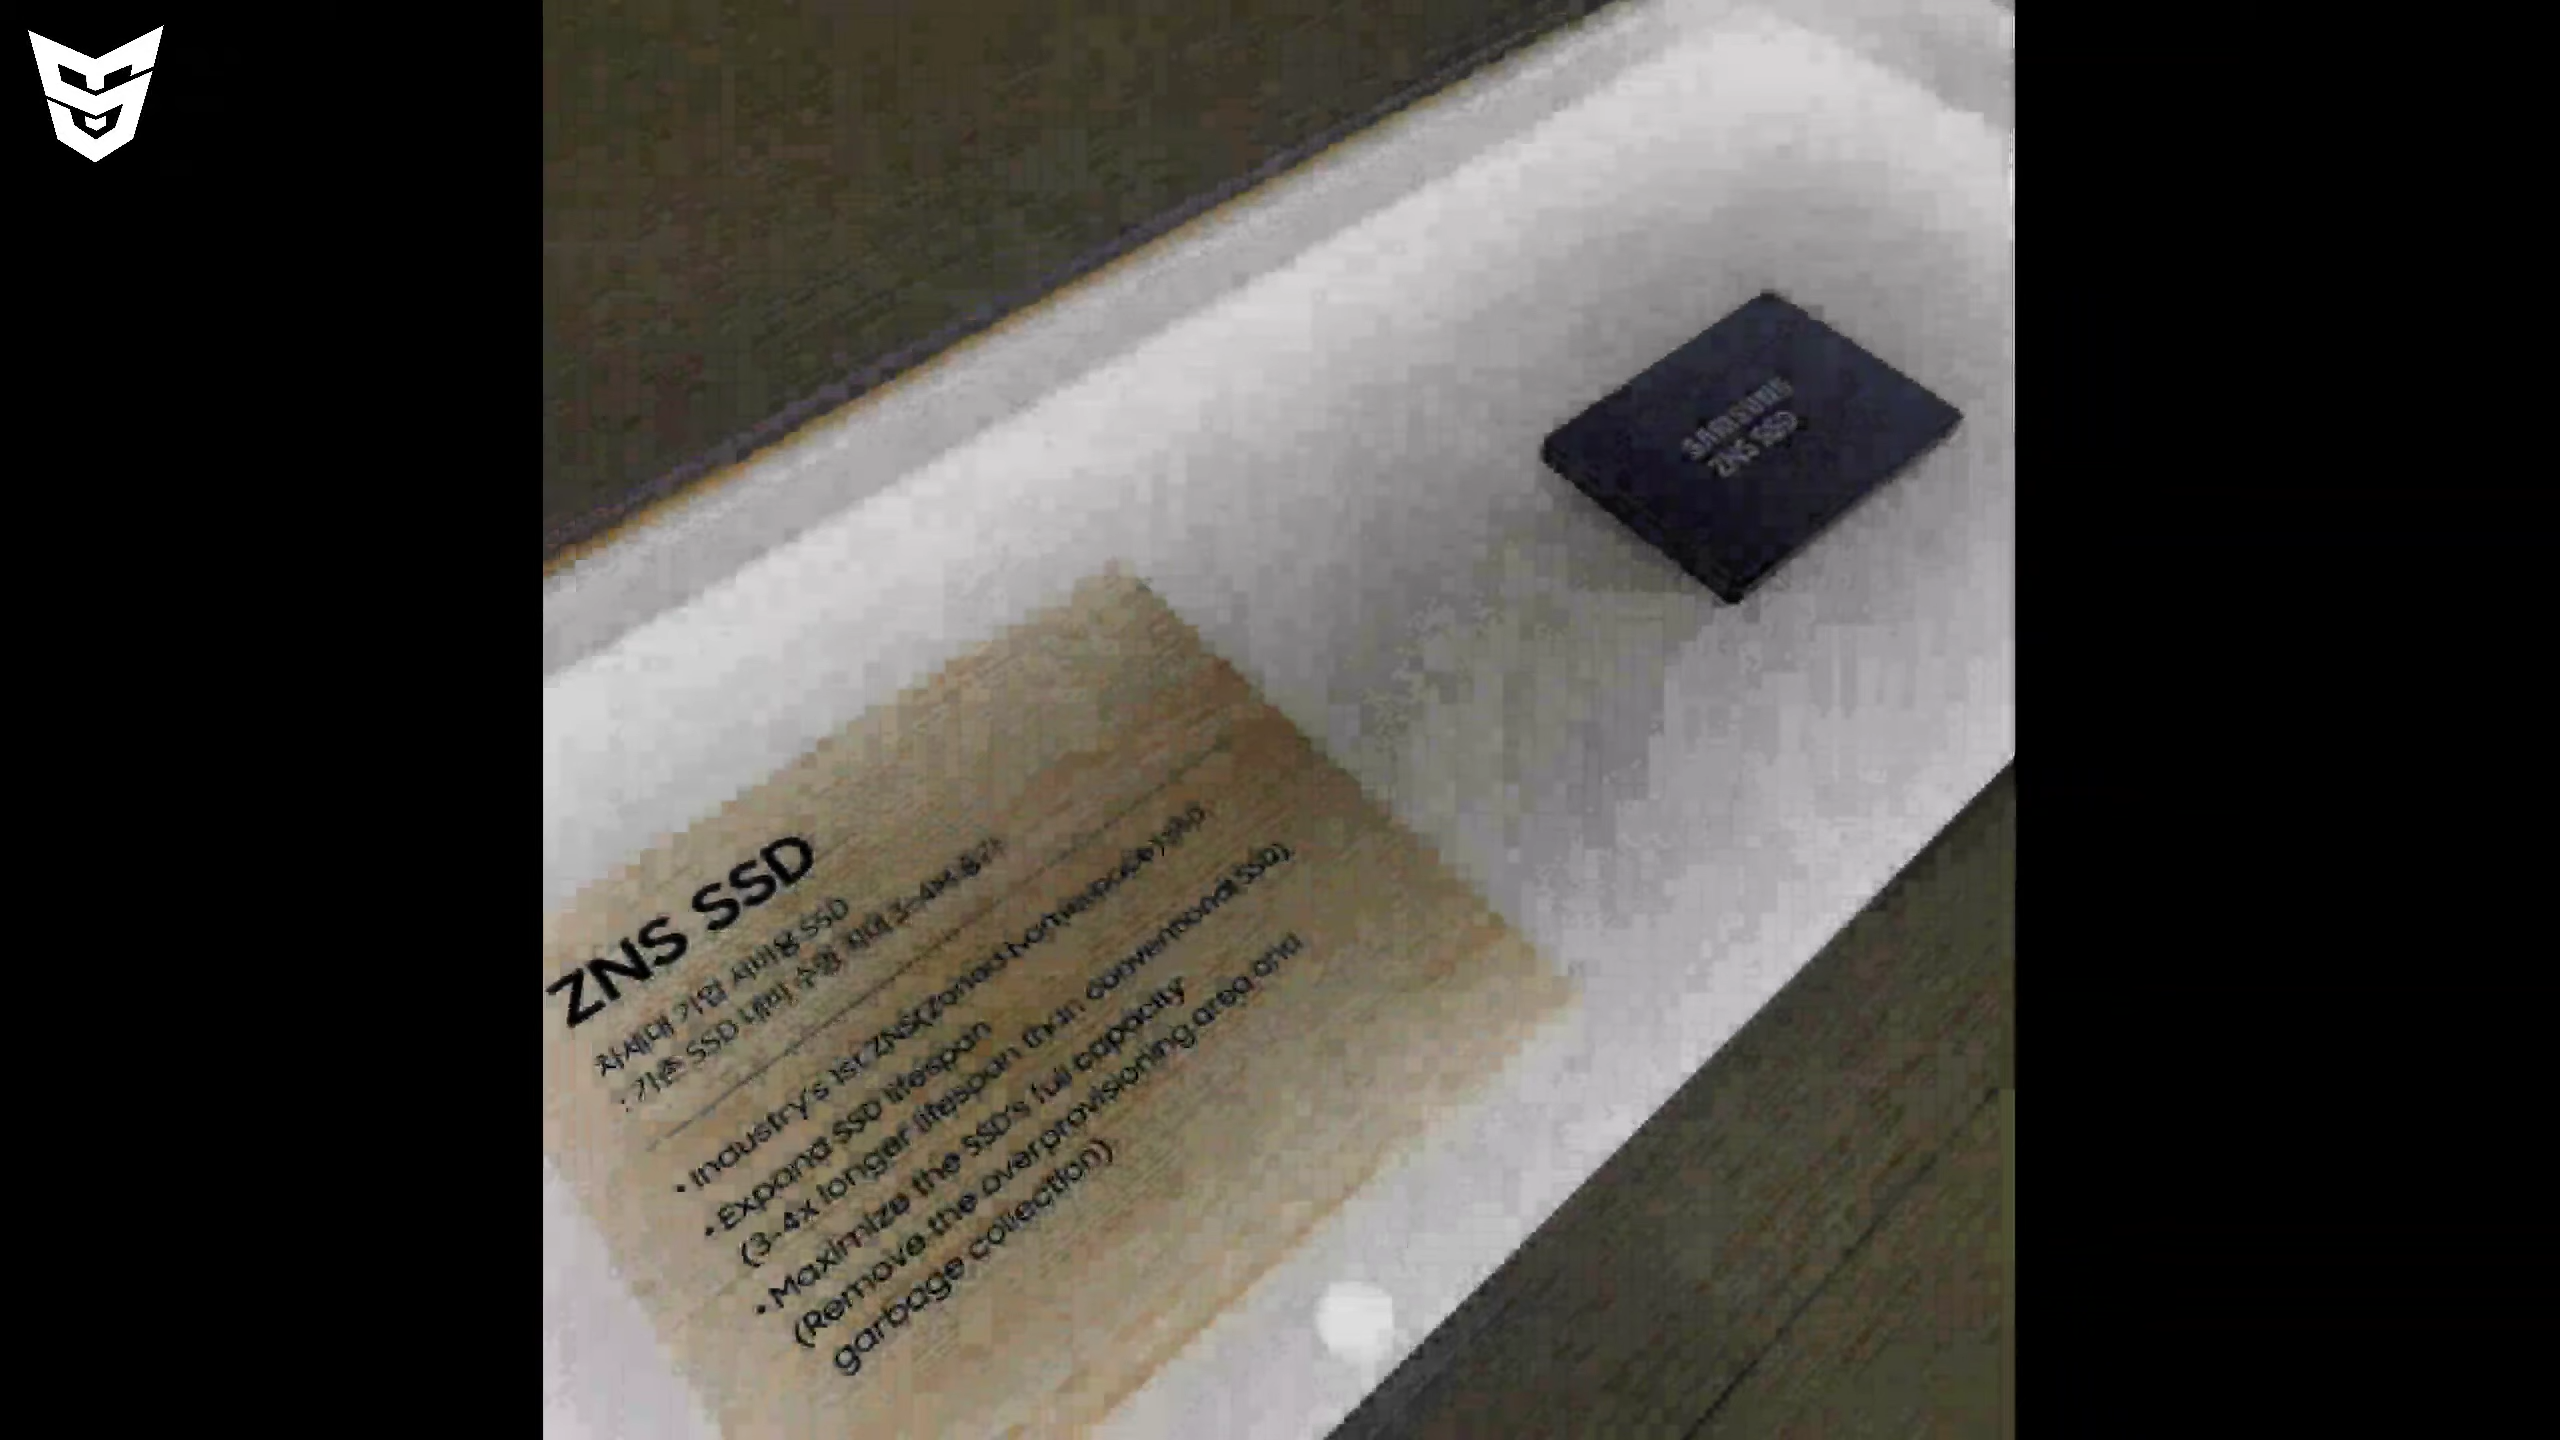 SAMSUNG
ZNS SSD
ZNS SSD
차세대 기업 서버용 SSD
: 기존 SSD 대비 수명 최대 3~4배 증가
• Industry's 1st ZNS(Zoned Namespace) SSD
• Expand SSD lifespan
(3-4x longer lifespan than conventional SSD)
• Maximize the SSD's full capacity
(Remove the overprovisioning area and
garbage collection))